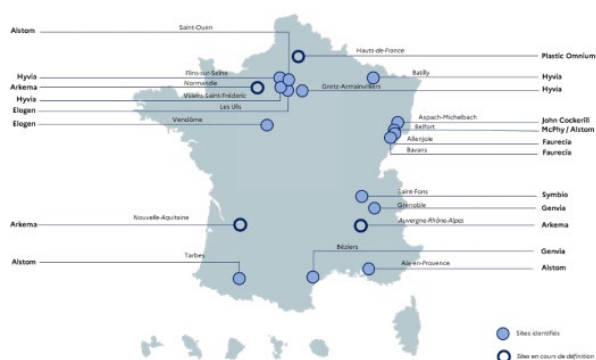 Saint-Ouen
Alstom
Hauts-de-France
Plastic Omnium
Hyvia
Flins-sur-Seine
Batilly
Hyvia
Arkema
Normandie
Gretz-Armainvilliers
Hyvia
Hyvia
Villiers-Saint-Fréderic
Elogen
Les Ulis
Elogen
Vendôme
Aspach-Michelbach
John Cockerill
Belfort
McPhy / Alstom
Allenjoie
Faurecia
Bavans
Faurecia
Saint-Fons
Symbio
Grenoble
Genvia
Arkema
Nouvelle-Aquitaine
Auvergne-Rhône-Alpes
Arkema
Béziers
Genvia
Alstom
Tarbes
Aix-en-Provence
Alstom
Sites identifiés
Sites en cours de définition